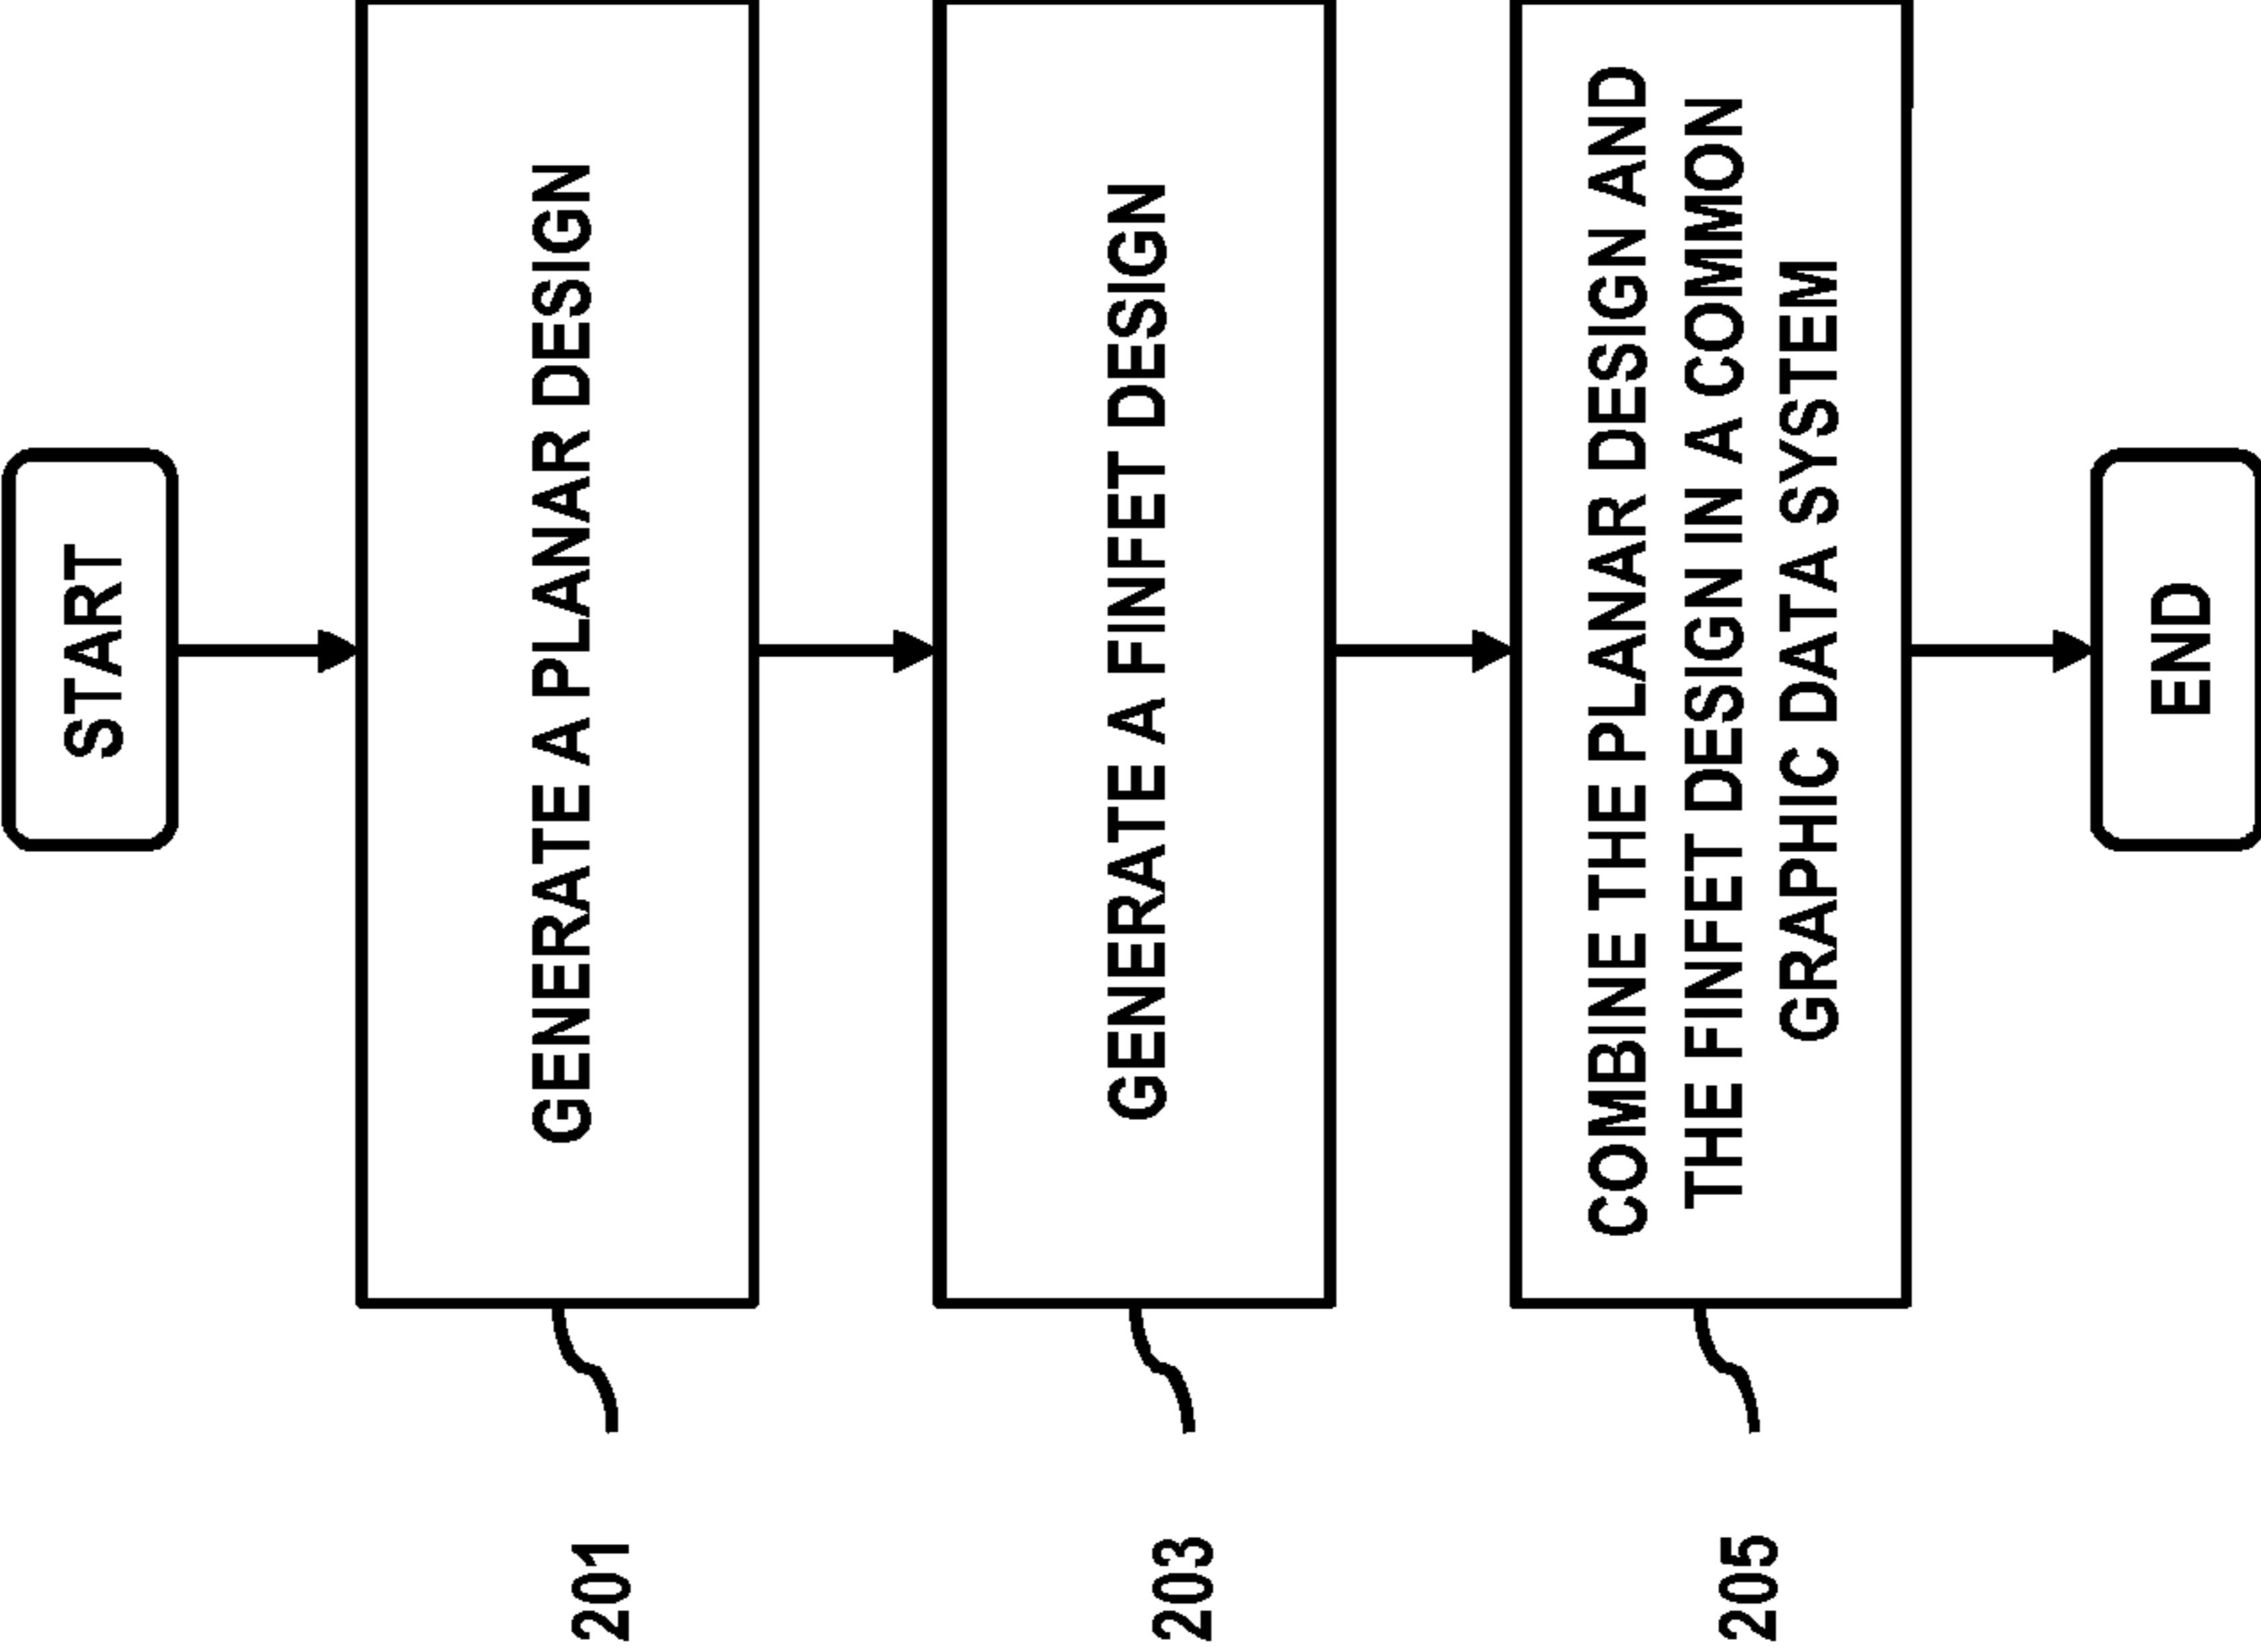 START
201
GENERATE A PLANAR DESIGN
203
GENERATE A FINFET DESIGN
205
COMBINE THE PLANAR DESIGN AND
THE FINFET DESIGN IN A COMMON
GRAPHIC DATA SYSTEM
END